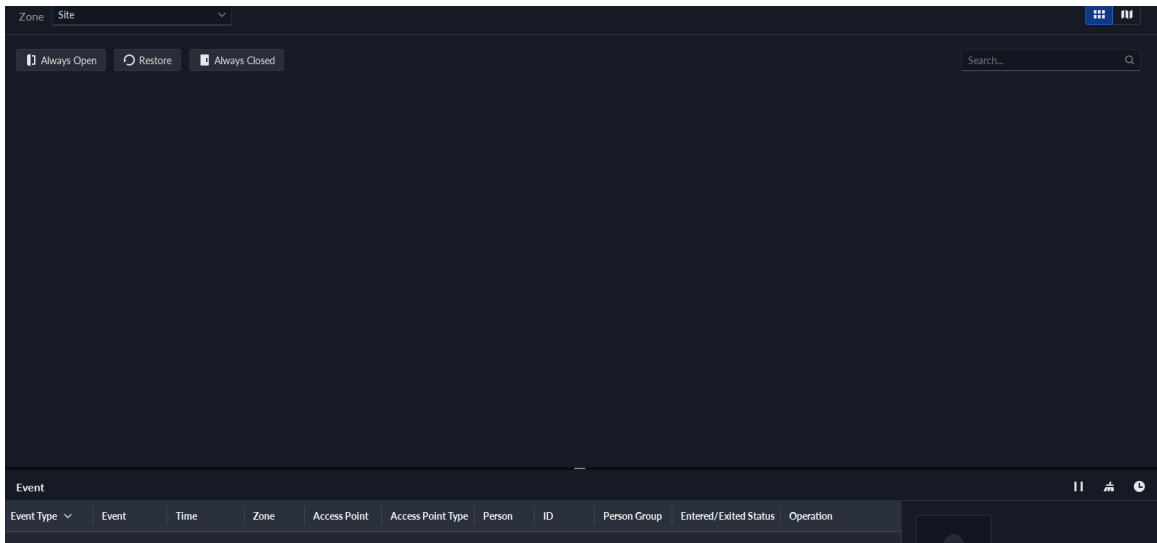 Zone Site
Always Open Restore Always Closed Search...
Event
Event Type Event Time Zone Access Point Access Point Type Person ID Person Group Entered/Exited Status Operation